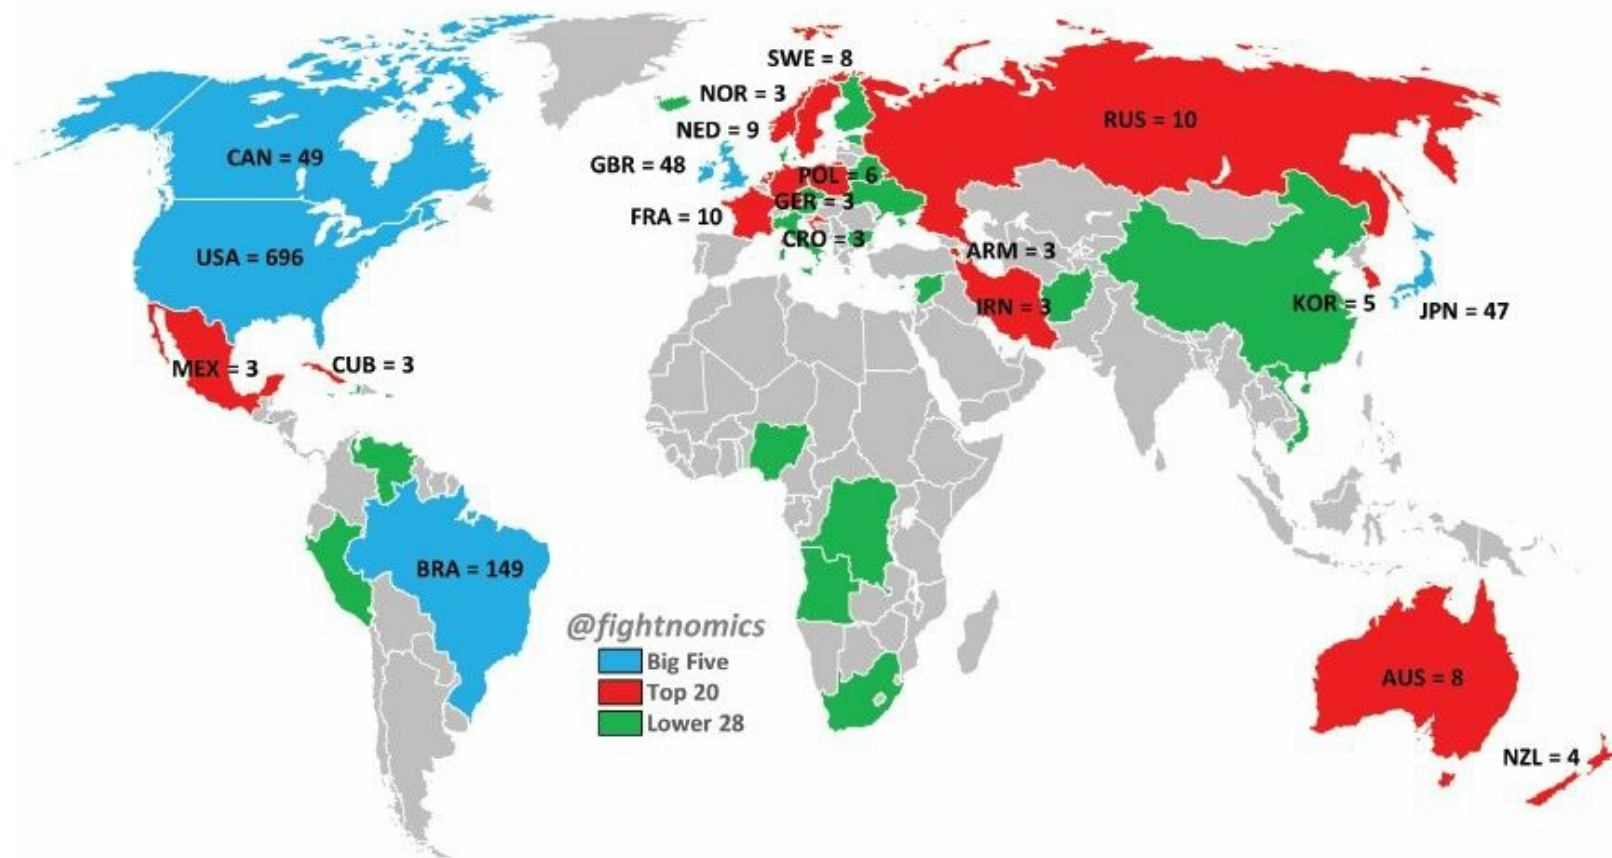 SWE = 8
NOR = 3
NED = 9
RUS = 10
CAN = 49
GBR = 48
POL = 6
GER = 3
FRA = 10
CRO = 3
ARM = 3
USA = 696
IRN = 3
KOR = 5
JPN = 47
MEX = 3
CUB = 3
BRA = 149
@fightnomics
Big Five
Top 20
Lower 28
AUS = 8
NZL = 4